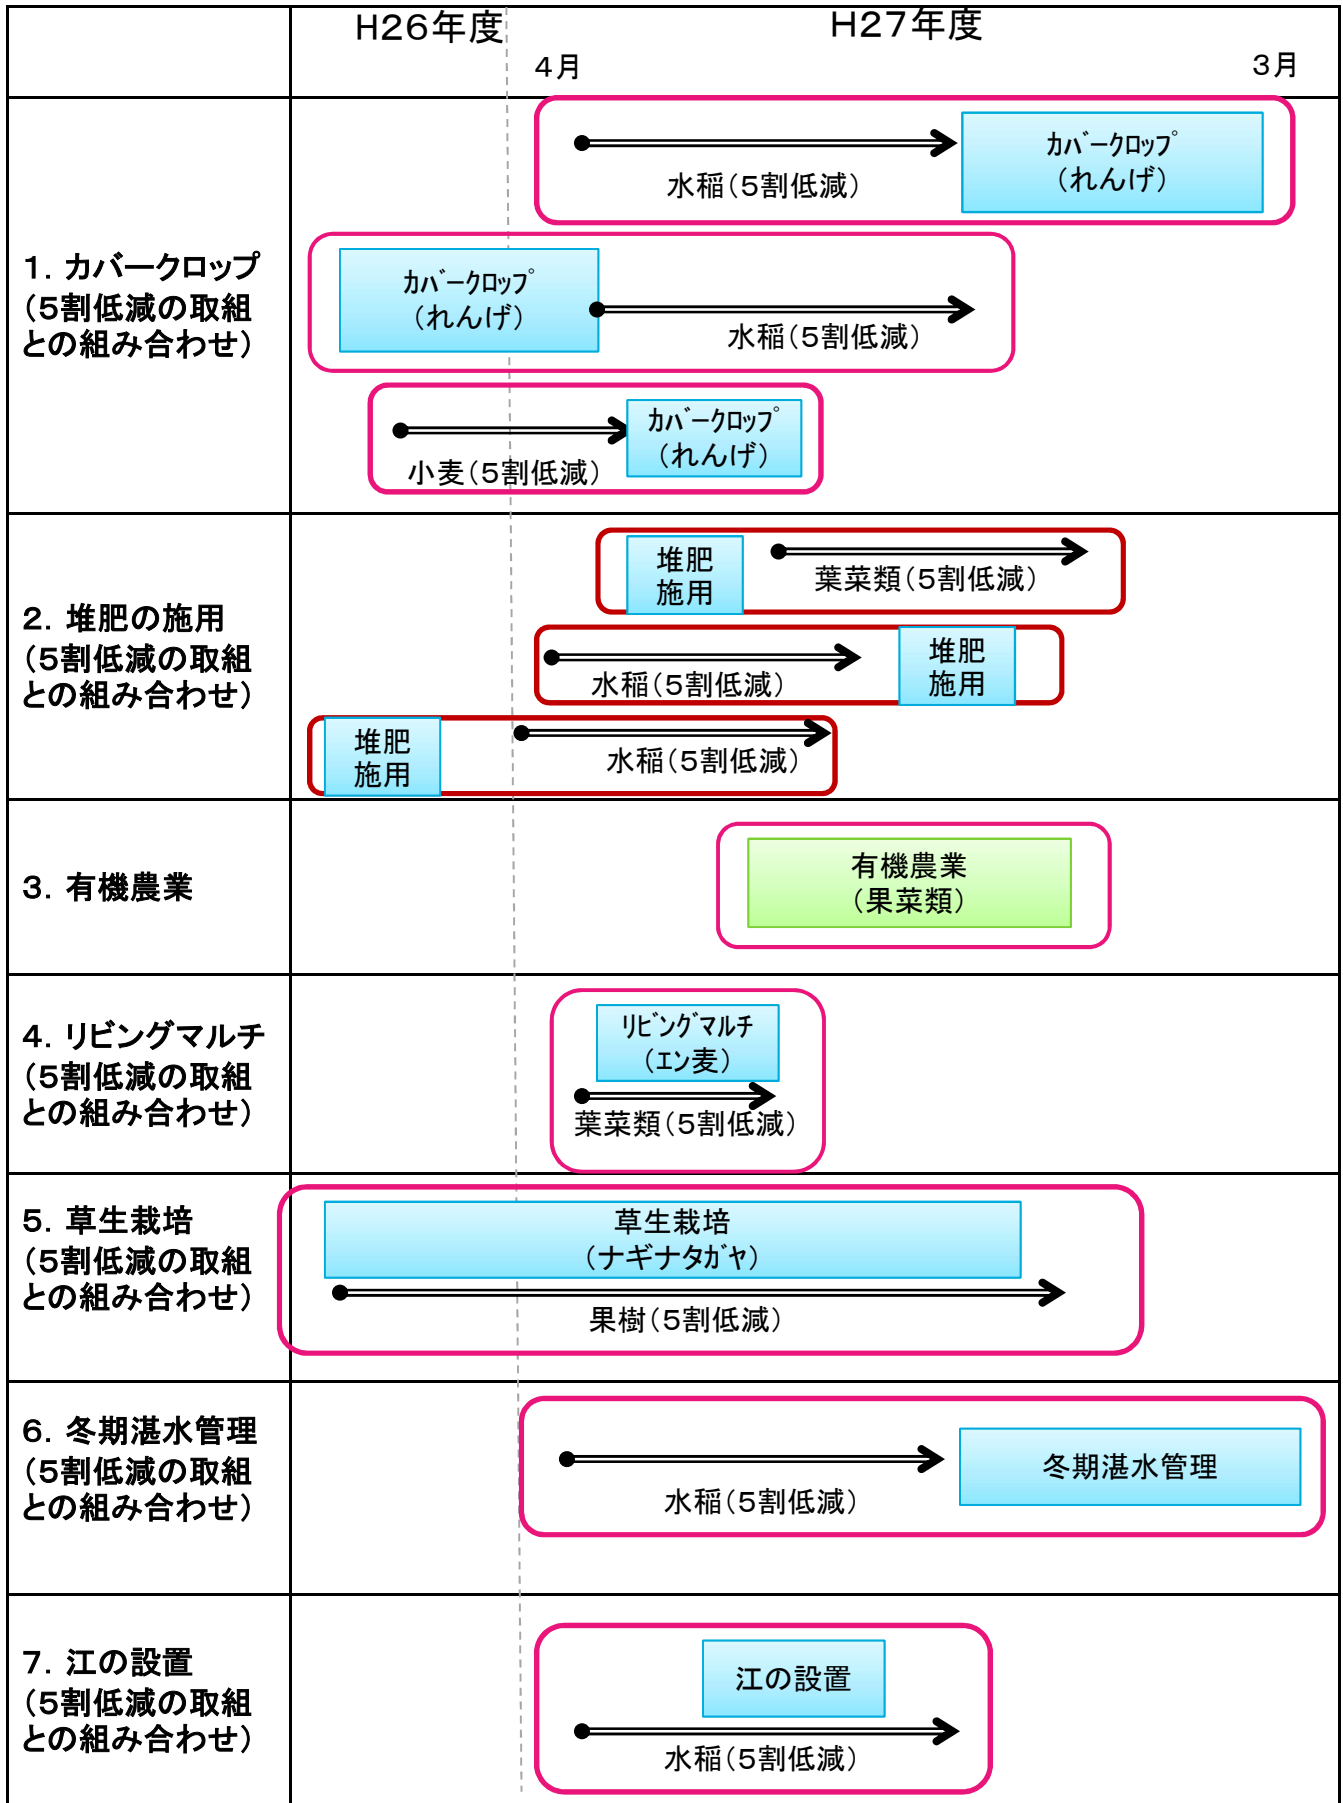 H26年度
H27年度
4月
3月
1．カバークロップ
（5割低減の取組
との組み合わせ）
水稲（5割低減）
ｶﾊﾞｰｸﾛｯﾌﾟ
（れんげ）
ｶﾊﾞｰｸﾛｯﾌﾟ
（れんげ）
水稲（5割低減）
小麦（5割低減）
ｶﾊﾞｰｸﾛｯﾌﾟ
（れんげ）
2．堆肥の施用
（5割低減の取組
との組み合わせ）
堆肥
施用
葉菜類（5割低減）
水稲（5割低減）
堆肥
施用
堆肥
施用
水稲（5割低減）
3．有機農業
有機農業
（果菜類）
4．リビングマルチ
（5割低減の取組
との組み合わせ）
ﾘﾋﾞﾝｸﾞﾏﾙﾁ
（ｴﾝ麦）
葉菜類（5割低減）
5．草生栽培
（5割低減の取組
との組み合わせ）
草生栽培
（ナギナタガヤ）
果樹（5割低減）
6．冬期湛水管理
（5割低減の取組
との組み合わせ）
水稲（5割低減）
冬期湛水管理
7．江の設置
（5割低減の取組
との組み合わせ）
江の設置
水稲（5割低減）